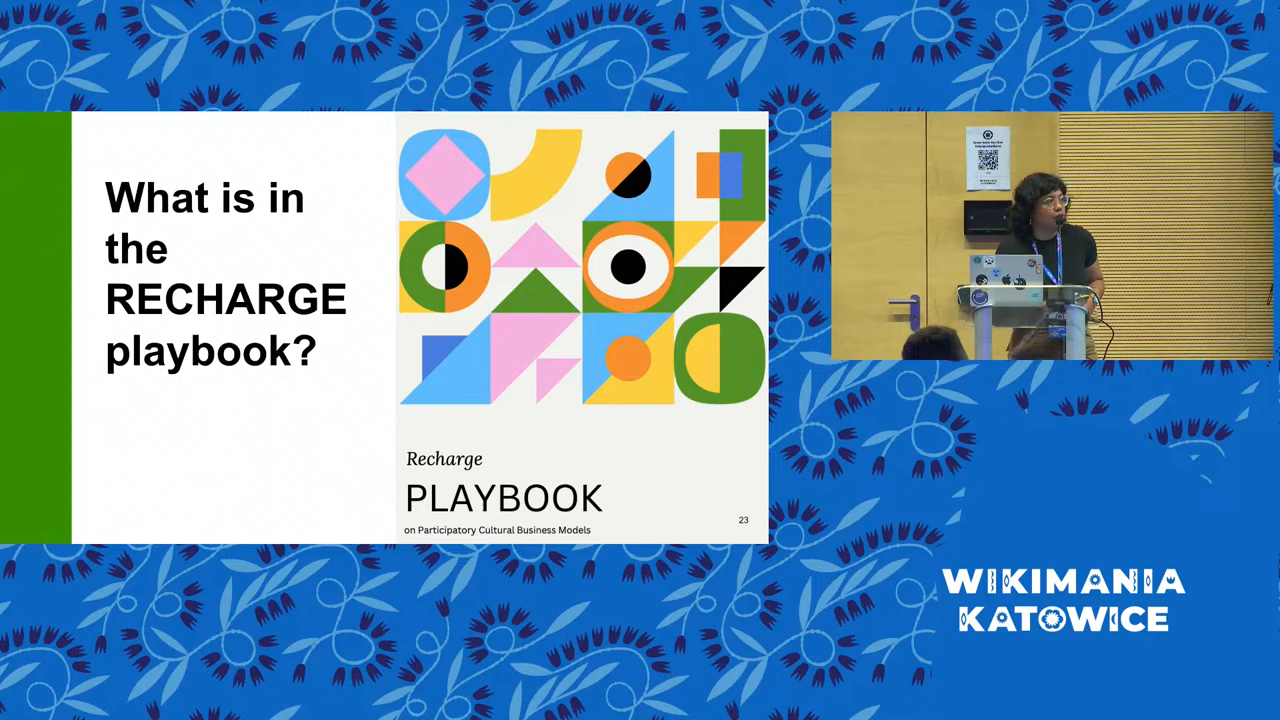 What is in
the
RECHARGE
playbook?
Recharge
PLAYBOOK
on Participatory Cultural Business Models
23
WIKIMANIA
KATOWICE